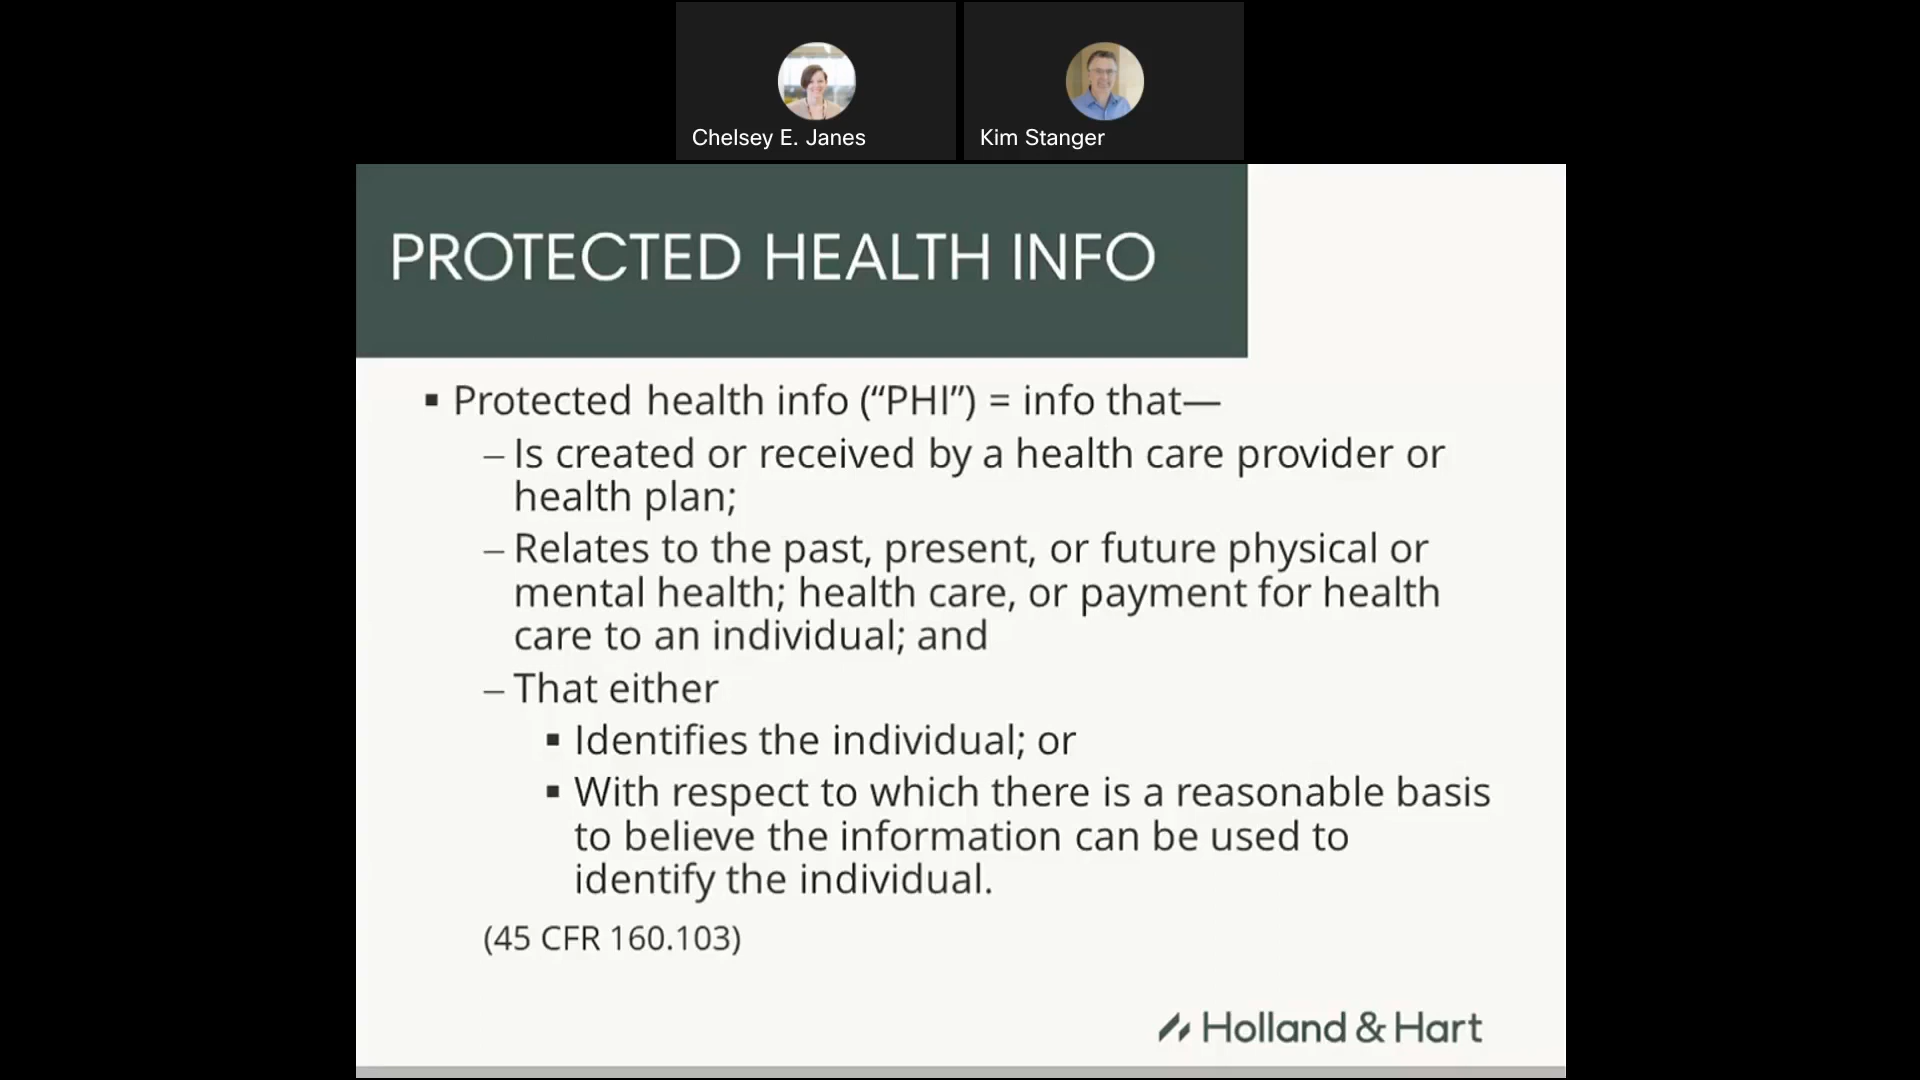 Chelsey E. Janes
Kim Stanger
PROTECTED HEALTH INFO
▪ Protected health info (“PHI”) = info that—
– Is created or received by a health care provider or
health plan;
– Relates to the past, present, or future physical or
mental health; health care, or payment for health
care to an individual; and
– That either
▪ Identifies the individual; or
▪ With respect to which there is a reasonable basis
to believe the information can be used to
identify the individual.
(45 CFR 160.103)
Holland & Hart